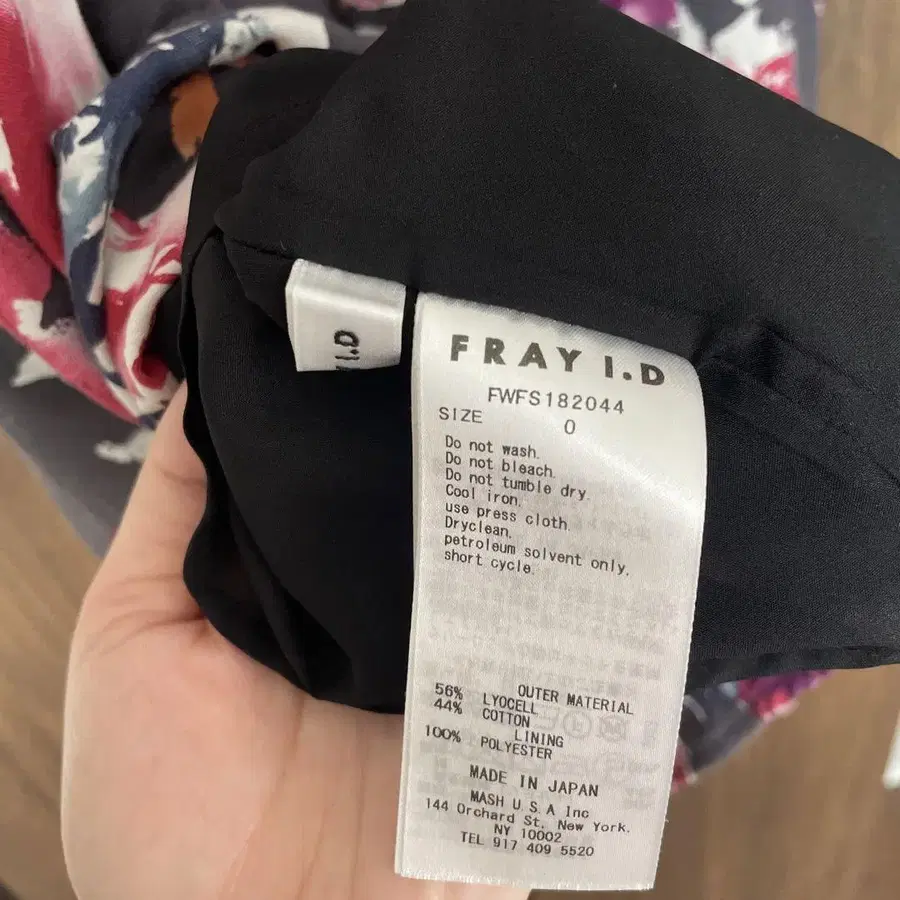 I.D
FRAY I.D
FWFS182044
SIZE 0
Do not wash.
Do not bleach.
Do not tumble dry.
Cool iron.
use press cloth.
Dryclean.
petroleum solvent only.
short cycle.
OUTER MATERIAL
56% LYOCELL
44% COTTON
LINING
100% POLYESTER
MADE IN JAPAN
MASH U.S.A Inc
144 Orchard St, New York.
NY 10002
TEL 917 409 5520